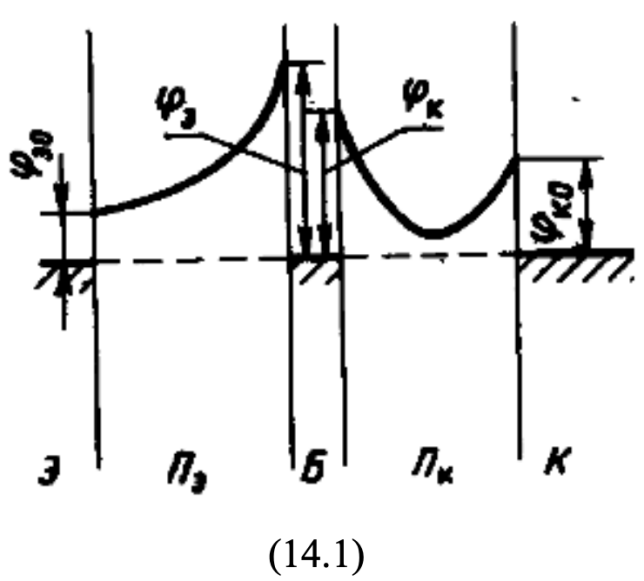 φэ
φк
φэ0
φк0
Э Пэ Б Пк К
(14.1)